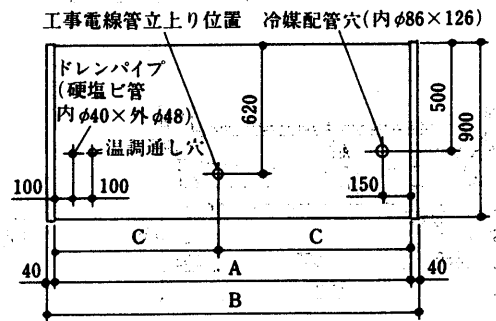 工事電線管立上り位置 冷媒配管穴(内φ86×126)
ドレンパイプ
(硬塩ビ管
内φ40×外φ48)
温調通し穴
620
500
900
100
100
150
C
C
A
40
40
B